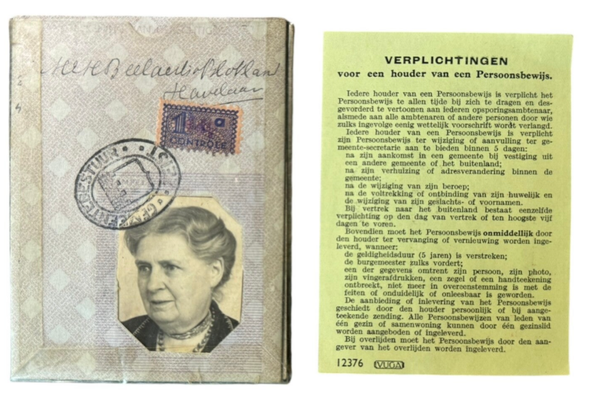 Havelaar
CONTROLE
GEMEENTEBESTUUR
VERPLICHTINGEN
voor een houder van een Persoonsbewijs.
Iedere houder van een Persoonsbewijs is verplicht het
Persoonsbewijs te allen tijde bij zich te dragen en des-
gevorderd te vertoonen aan iederen opsporingsambtenaar,
alsmede aan alle ambtenaren of andere personen door wie
zulks ingevolge eenig wettelijk voorschrift wordt verlangd.
Iedere houder van een Persoonsbewijs is verplicht
zijn Persoonsbewijs ter wijziging of aanvulling ter ge-
meente-secretarie aan te bieden binnen 5 dagen:
na zijn aankomst in een gemeente bij vestiging uit
een andere gemeente of het buitenland;
na zijn verhuizing of adresverandering binnen de
gemeente;
na de wijziging van zijn beroep;
na de voltrekking of ontbinding van zijn huwelijk en
de wijziging van zijn geslachts- of voornamen.
Bij vertrek naar het buitenland bestaat eenzelfde
verplichting op den dag van vertrek of ten hoogste vijf
dagen te voren.
Bovendien moet het Persoonsbewijs onmiddellijk door
den houder ter vervanging of vernieuwing worden inge-
leverd, wanneer:
de geldigheidsduur (5 jaren) is verstreken;
de burgemeester zulks vordert;
een der gegevens omtrent zijn persoon, zijn photo,
zijn vingerafdrukken, een zegel of een handteekening
ontbreekt, niet meer in overeenstemming is met de
feiten of onduidelijk of onleesbaar is geworden.
De aanbieding of inlevering van het Persoonsbewijs
geschiedt door den houder persoonlijk of bij aange-
teekende zending. Alle Persoonsbewijzen van leden van
één gezin of samenwoning kunnen door één gezinslid
worden aangeboden of ingeleverd.
Bij overlijden moet het Persoonsbewijs door den aan-
gever van het overlijden worden ingeleverd.
12376 VUGA